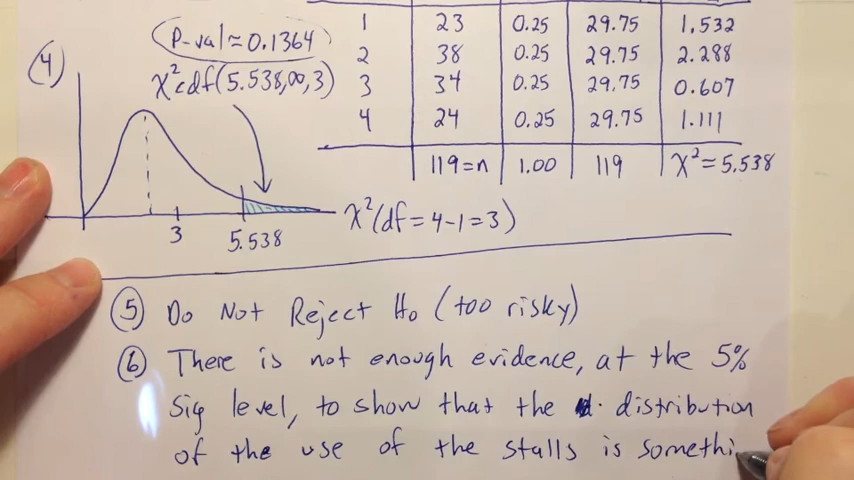 (4)
P-val ≈ 0.1364
χ²cdf(5.538,∞,3)
3
5.538
χ²(df = 4-1 = 3)
1 23 0.25 29.75 1.532
2 38 0.25 29.75 2.288
3 34 0.25 29.75 0.607
4 24 0.25 29.75 1.111
119=n 1.00 119 χ² = 5.538
(5) Do Not Reject H₀ (too risky)
(6) There is not enough evidence, at the 5%
Sig level, to show that the distribution
of the use of the stalls is somethi